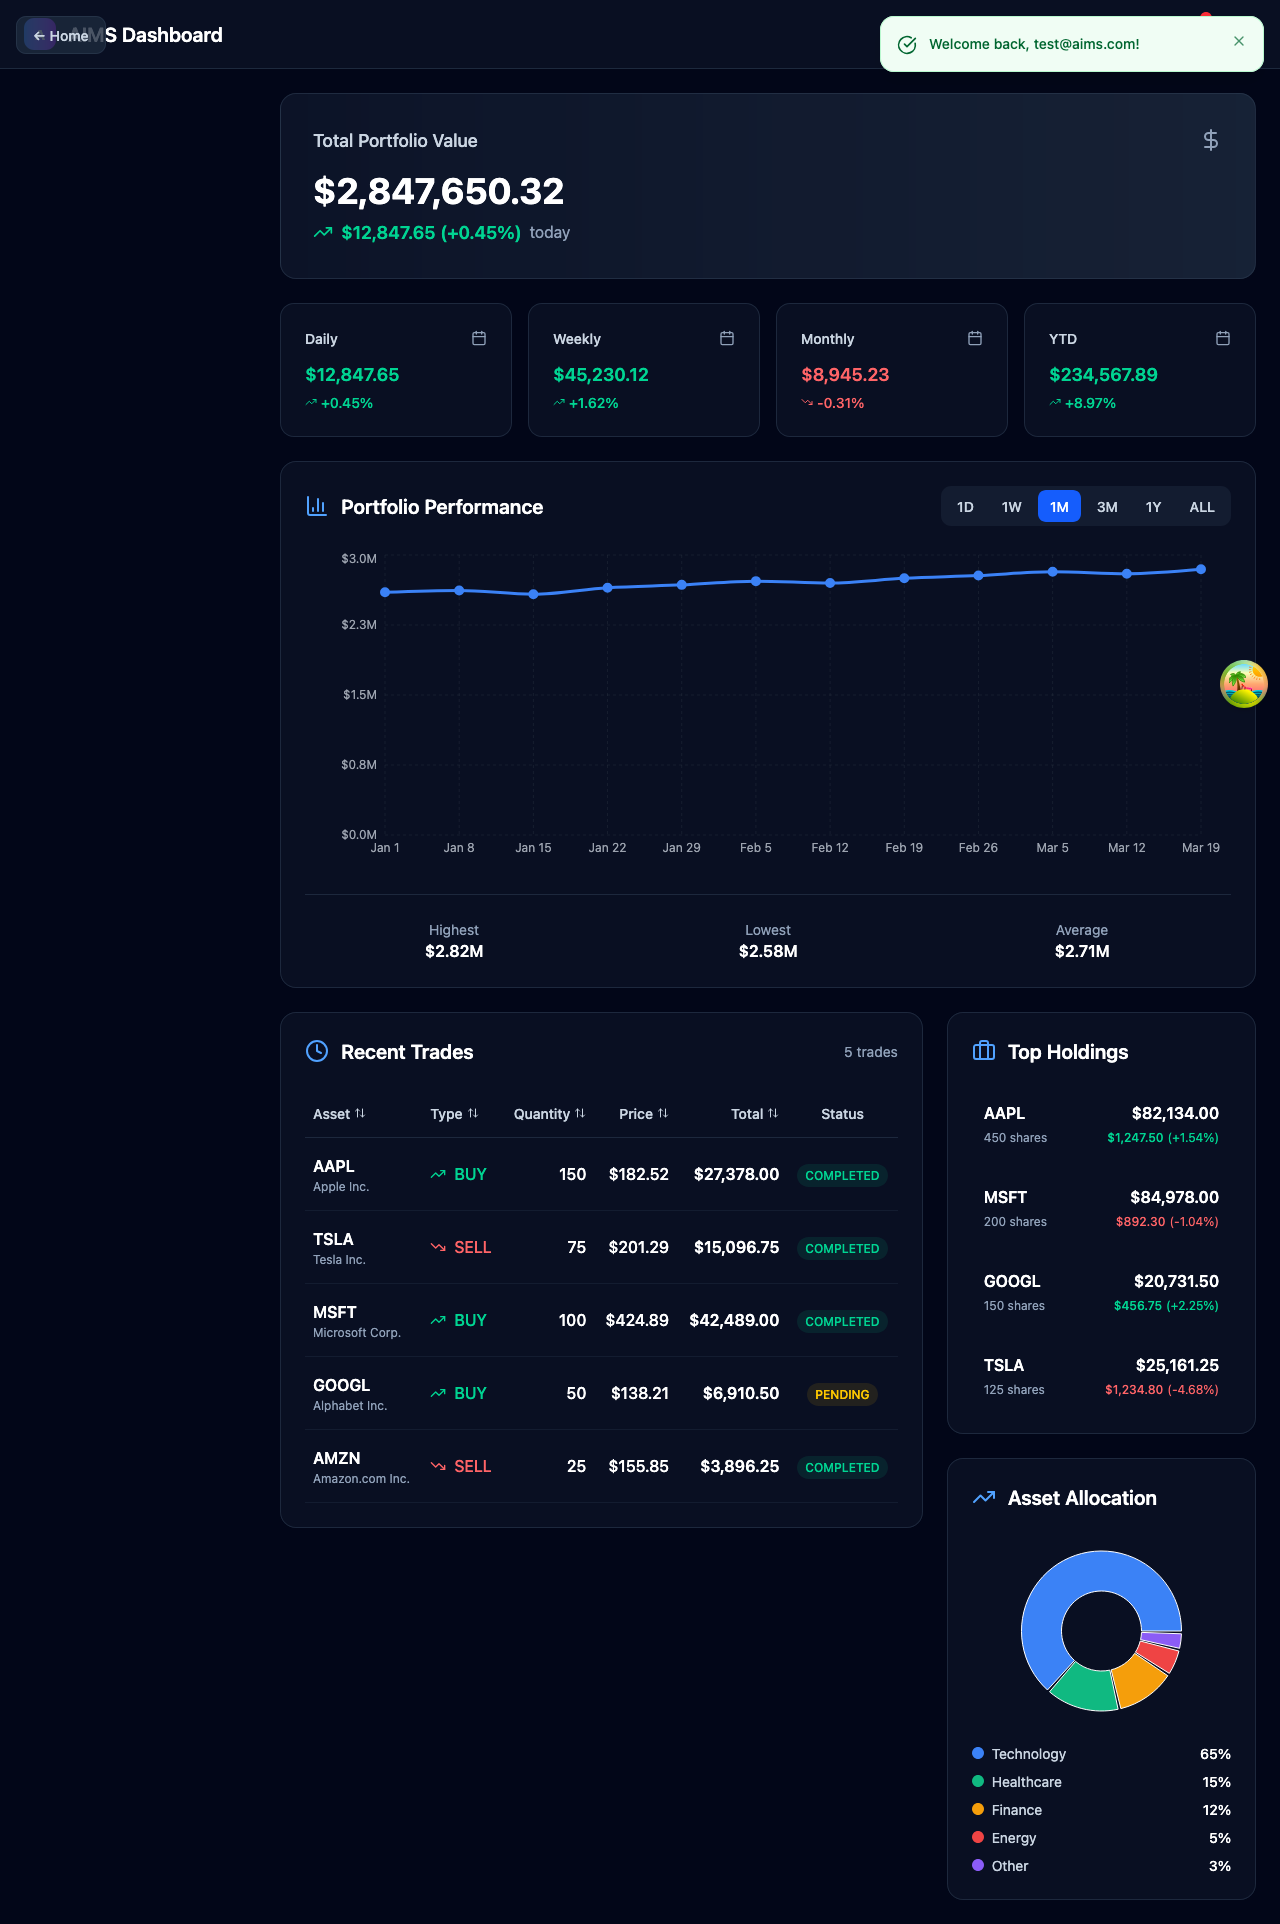 ← Home
AIMS Dashboard
Welcome back, test@aims.com!
Total Portfolio Value
$2,847,650.32
$12,847.65 (+0.45%) today
Daily
$12,847.65
+0.45%
Weekly
$45,230.12
+1.62%
Monthly
$8,945.23
-0.31%
YTD
$234,567.89
+8.97%
Portfolio Performance
1D 1W 1M 3M 1Y ALL
$3.0M
$2.3M
$1.5M
$0.8M
$0.0M
Jan 1 Jan 8 Jan 15 Jan 22 Jan 29 Feb 5 Feb 12 Feb 19 Feb 26 Mar 5 Mar 12 Mar 19
Highest
$2.82M
Lowest
$2.58M
Average
$2.71M
Recent Trades
5 trades
Asset Type Quantity Price Total Status
AAPL BUY 150 $182.52 $27,378.00 COMPLETED
Apple Inc.
TSLA SELL 75 $201.29 $15,096.75 COMPLETED
Tesla Inc.
MSFT BUY 100 $424.89 $42,489.00 COMPLETED
Microsoft Corp.
GOOGL BUY 50 $138.21 $6,910.50 PENDING
Alphabet Inc.
AMZN SELL 25 $155.85 $3,896.25 COMPLETED
Amazon.com Inc.
Top Holdings
AAPL $82,134.00
450 shares $1,247.50 (+1.54%)
MSFT $84,978.00
200 shares $892.30 (-1.04%)
GOOGL $20,731.50
150 shares $456.75 (+2.25%)
TSLA $25,161.25
125 shares $1,234.80 (-4.68%)
Asset Allocation
Technology 65%
Healthcare 15%
Finance 12%
Energy 5%
Other 3%